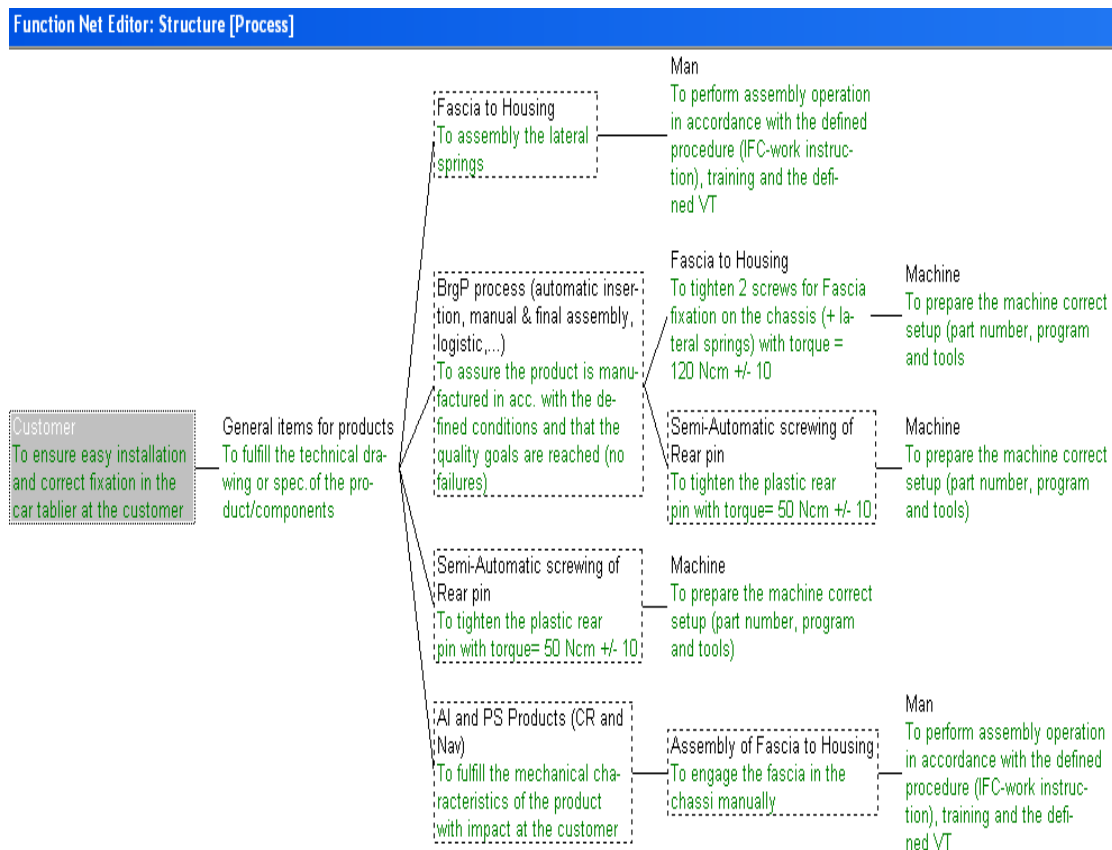 Function Net Editor: Structure [Process]
Customer
To ensure easy installation
and correct fixation in the
car tablier at the customer
General items for products
To fulfill the technical dra-
wing or spec.of the pro-
duct/components
Fascia to Housing
To assembly the lateral
springs
Man
To perform assembly operation
in accordance with the defined
procedure (IFC-work instruc-
tion), training and the defi-
ned VT
BrgP process (automatic inser-
tion, manual & final assembly,
logistic,...)
To assure the product is manu-
factured in acc. with the de-
fined conditions and that the
quality goals are reached (no
failures)
Fascia to Housing
To tighten 2 screws for Fascia
fixation on the chassis (+ la-
teral springs) with torque =
120 Ncm +/- 10
Machine
To prepare the machine correct
setup (part number, program
and tools
Semi-Automatic screwing of
Rear pin
To tighten the plastic rear
pin with torque= 50 Ncm +/- 10
Machine
To prepare the machine correct
setup (part number, program
and tools)
Semi-Automatic screwing of
Rear pin
To tighten the plastic rear
pin with torque= 50 Ncm +/- 10
Machine
To prepare the machine correct
setup (part number, program
and tools)
AI and PS Products (CR and
Nav)
To fulfill the mechanical cha-
racteristics of the product
with impact at the customer
Assembly of Fascia to Housing
To engage the fascia in the
chassi manually
Man
To perform assembly operation
in accordance with the defined
procedure (IFC-work instruc-
tion), training and the defi-
ned VT